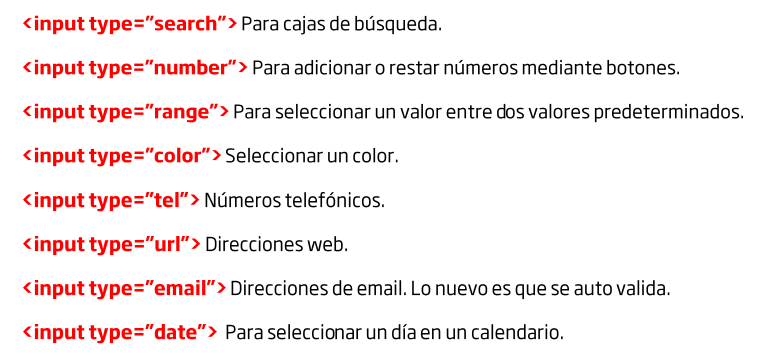 <input type=”search”> Para cajas de búsqueda.
<input type=”number”> Para adicionar o restar números mediante botones.
<input type=”range”> Para seleccionar un valor entre dos valores predeterminados.
<input type=”color”> Seleccionar un color.
<input type=”tel”> Números telefónicos.
<input type=”url”> Direcciones web.
<input type=”email”> Direcciones de email. Lo nuevo es que se auto valida.
<input type=”date”> Para seleccionar un día en un calendario.